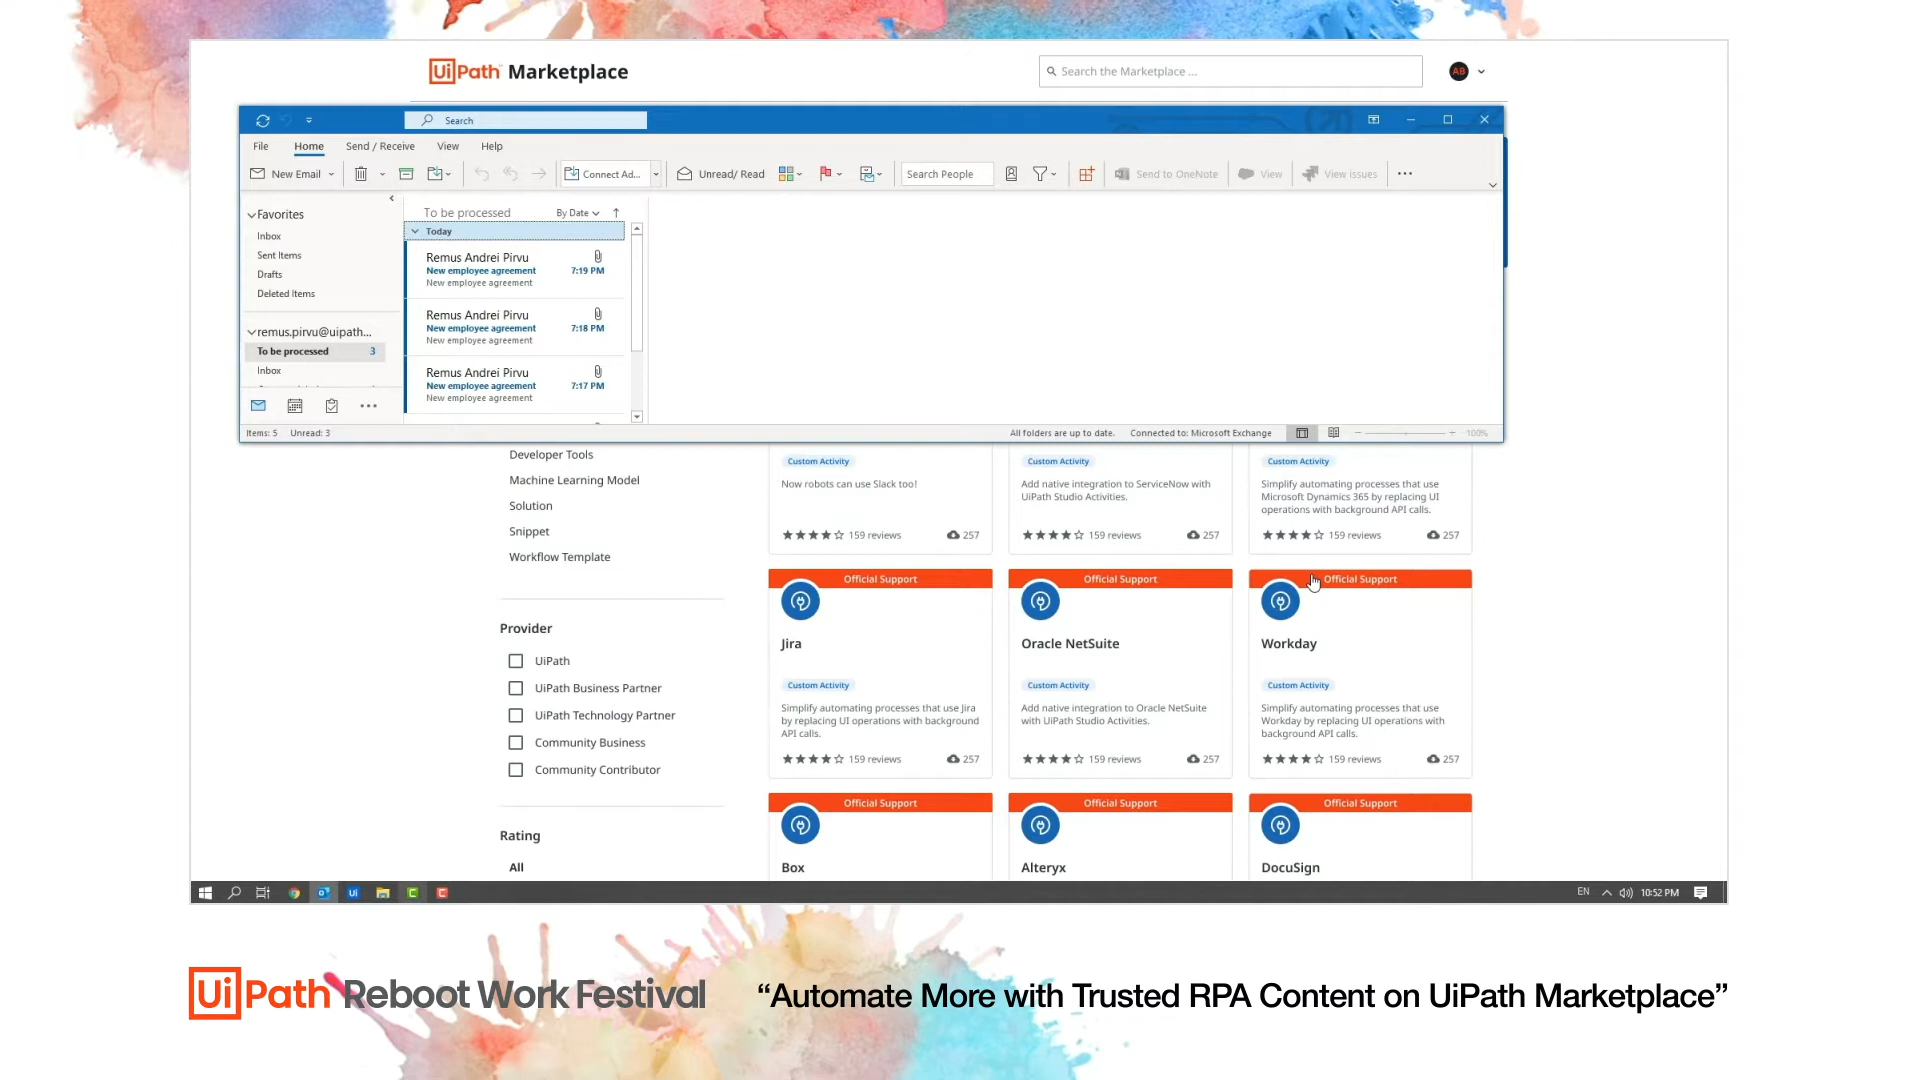 UiPath Marketplace
Search the Marketplace ...
AB
Search
File Home Send / Receive View Help
New Email
Connect Ad...
Unread/ Read
Search People
Send to OneNote
View
View issues
Favorites
Inbox
Sent Items
Drafts
Deleted Items
remus.pirvu@uipath...
To be processed 3
Inbox
To be processed By Date
Today
Remus Andrei Pirvu
New employee agreement 7:19 PM
New employee agreement
Remus Andrei Pirvu
New employee agreement 7:18 PM
New employee agreement
Remus Andrei Pirvu
New employee agreement 7:17 PM
New employee agreement
Items: 5 Unread: 3
All folders are up to date. Connected to: Microsoft Exchange
100%
Developer Tools
Machine Learning Model
Solution
Snippet
Workflow Template
Provider
UiPath
UiPath Business Partner
UiPath Technology Partner
Community Business
Community Contributor
Rating
All
Custom Activity
Now robots can use Slack too!
159 reviews 257
Custom Activity
Add native integration to ServiceNow with
UiPath Studio Activities.
159 reviews 257
Custom Activity
Simplify automating processes that use
Microsoft Dynamics 365 by replacing UI
operations with background API calls.
159 reviews 257
Official Support
Jira
Custom Activity
Simplify automating processes that use Jira
by replacing UI operations with background
API calls.
159 reviews 257
Official Support
Oracle NetSuite
Custom Activity
Add native integration to Oracle NetSuite
with UiPath Studio Activities.
159 reviews 257
Official Support
Workday
Custom Activity
Simplify automating processes that use
Workday by replacing UI operations with
background API calls.
159 reviews 257
Official Support
Box
Official Support
Alteryx
Official Support
DocuSign
Ui
EN 10:52 PM
UiPath Reboot Work Festival
“Automate More with Trusted RPA Content on UiPath Marketplace”